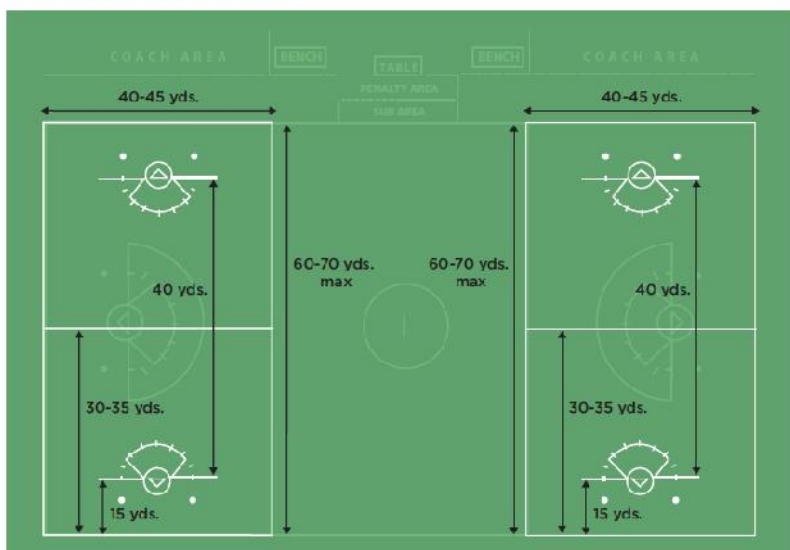 COACH AREA
BENCH
TABLE
BENCH
COACH AREA
PENALTY AREA
SUB AREA
40-45 yds.
40-45 yds.
60-70 yds.
max
60-70 yds.
max
40 yds.
40 yds.
30-35 yds.
30-35 yds.
15 yds.
15 yds.